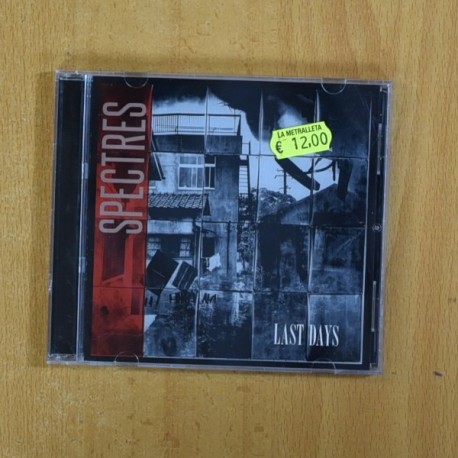 SPECTRES
LA METRALLETA
€ 12,00
LAST DAYS